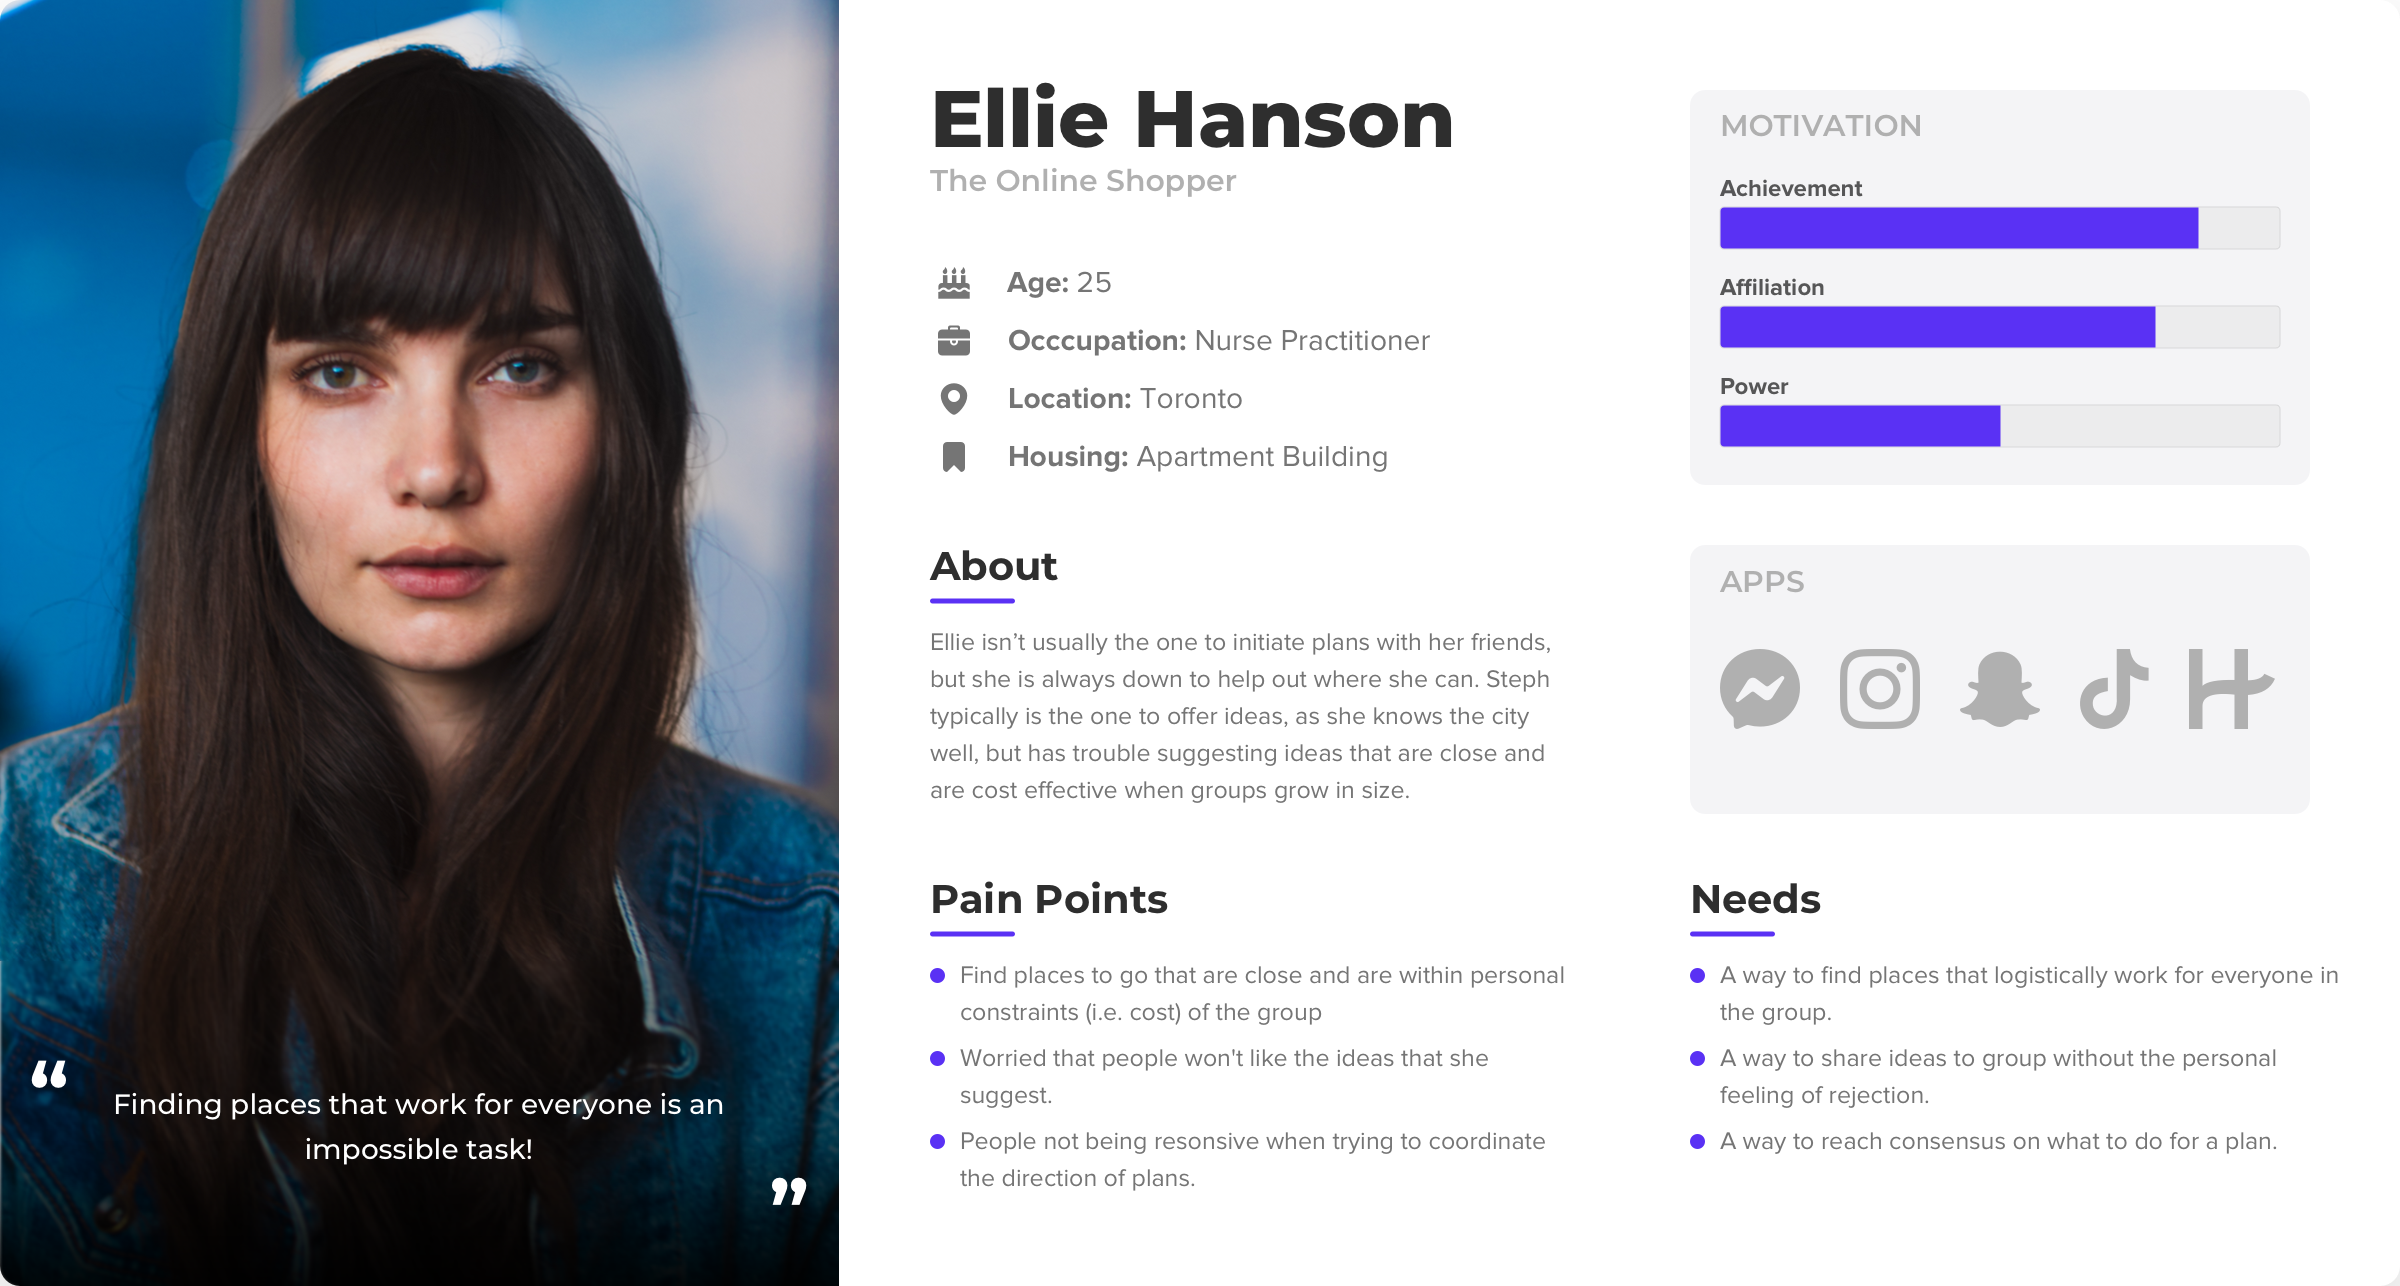 Ellie Hanson
The Online Shopper
Age: 25
Occcupation: Nurse Practitioner
Location: Toronto
Housing: Apartment Building
About
Ellie isn’t usually the one to initiate plans with her friends,
but she is always down to help out where she can. Steph
typically is the one to offer ideas, as she knows the city
well, but has trouble suggesting ideas that are close and
are cost effective when groups grow in size.
Pain Points
Find places to go that are close and are within personal
constraints (i.e. cost) of the group
Worried that people won't like the ideas that she
suggest.
People not being resonsive when trying to coordinate
the direction of plans.
MOTIVATION
Achievement
Affiliation
Power
APPS
Needs
A way to find places that logistically work for everyone in
the group.
A way to share ideas to group without the personal
feeling of rejection.
A way to reach consensus on what to do for a plan.
“
Finding places that work for everyone is an
impossible task!
”